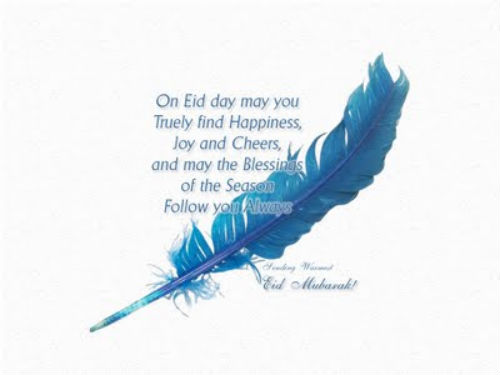 On Eid day may you
Truely find Happiness,
Joy and Cheers,
and may the Blessings
of the Season
Follow you Always
Sending Warmest
Eid Mubarak!